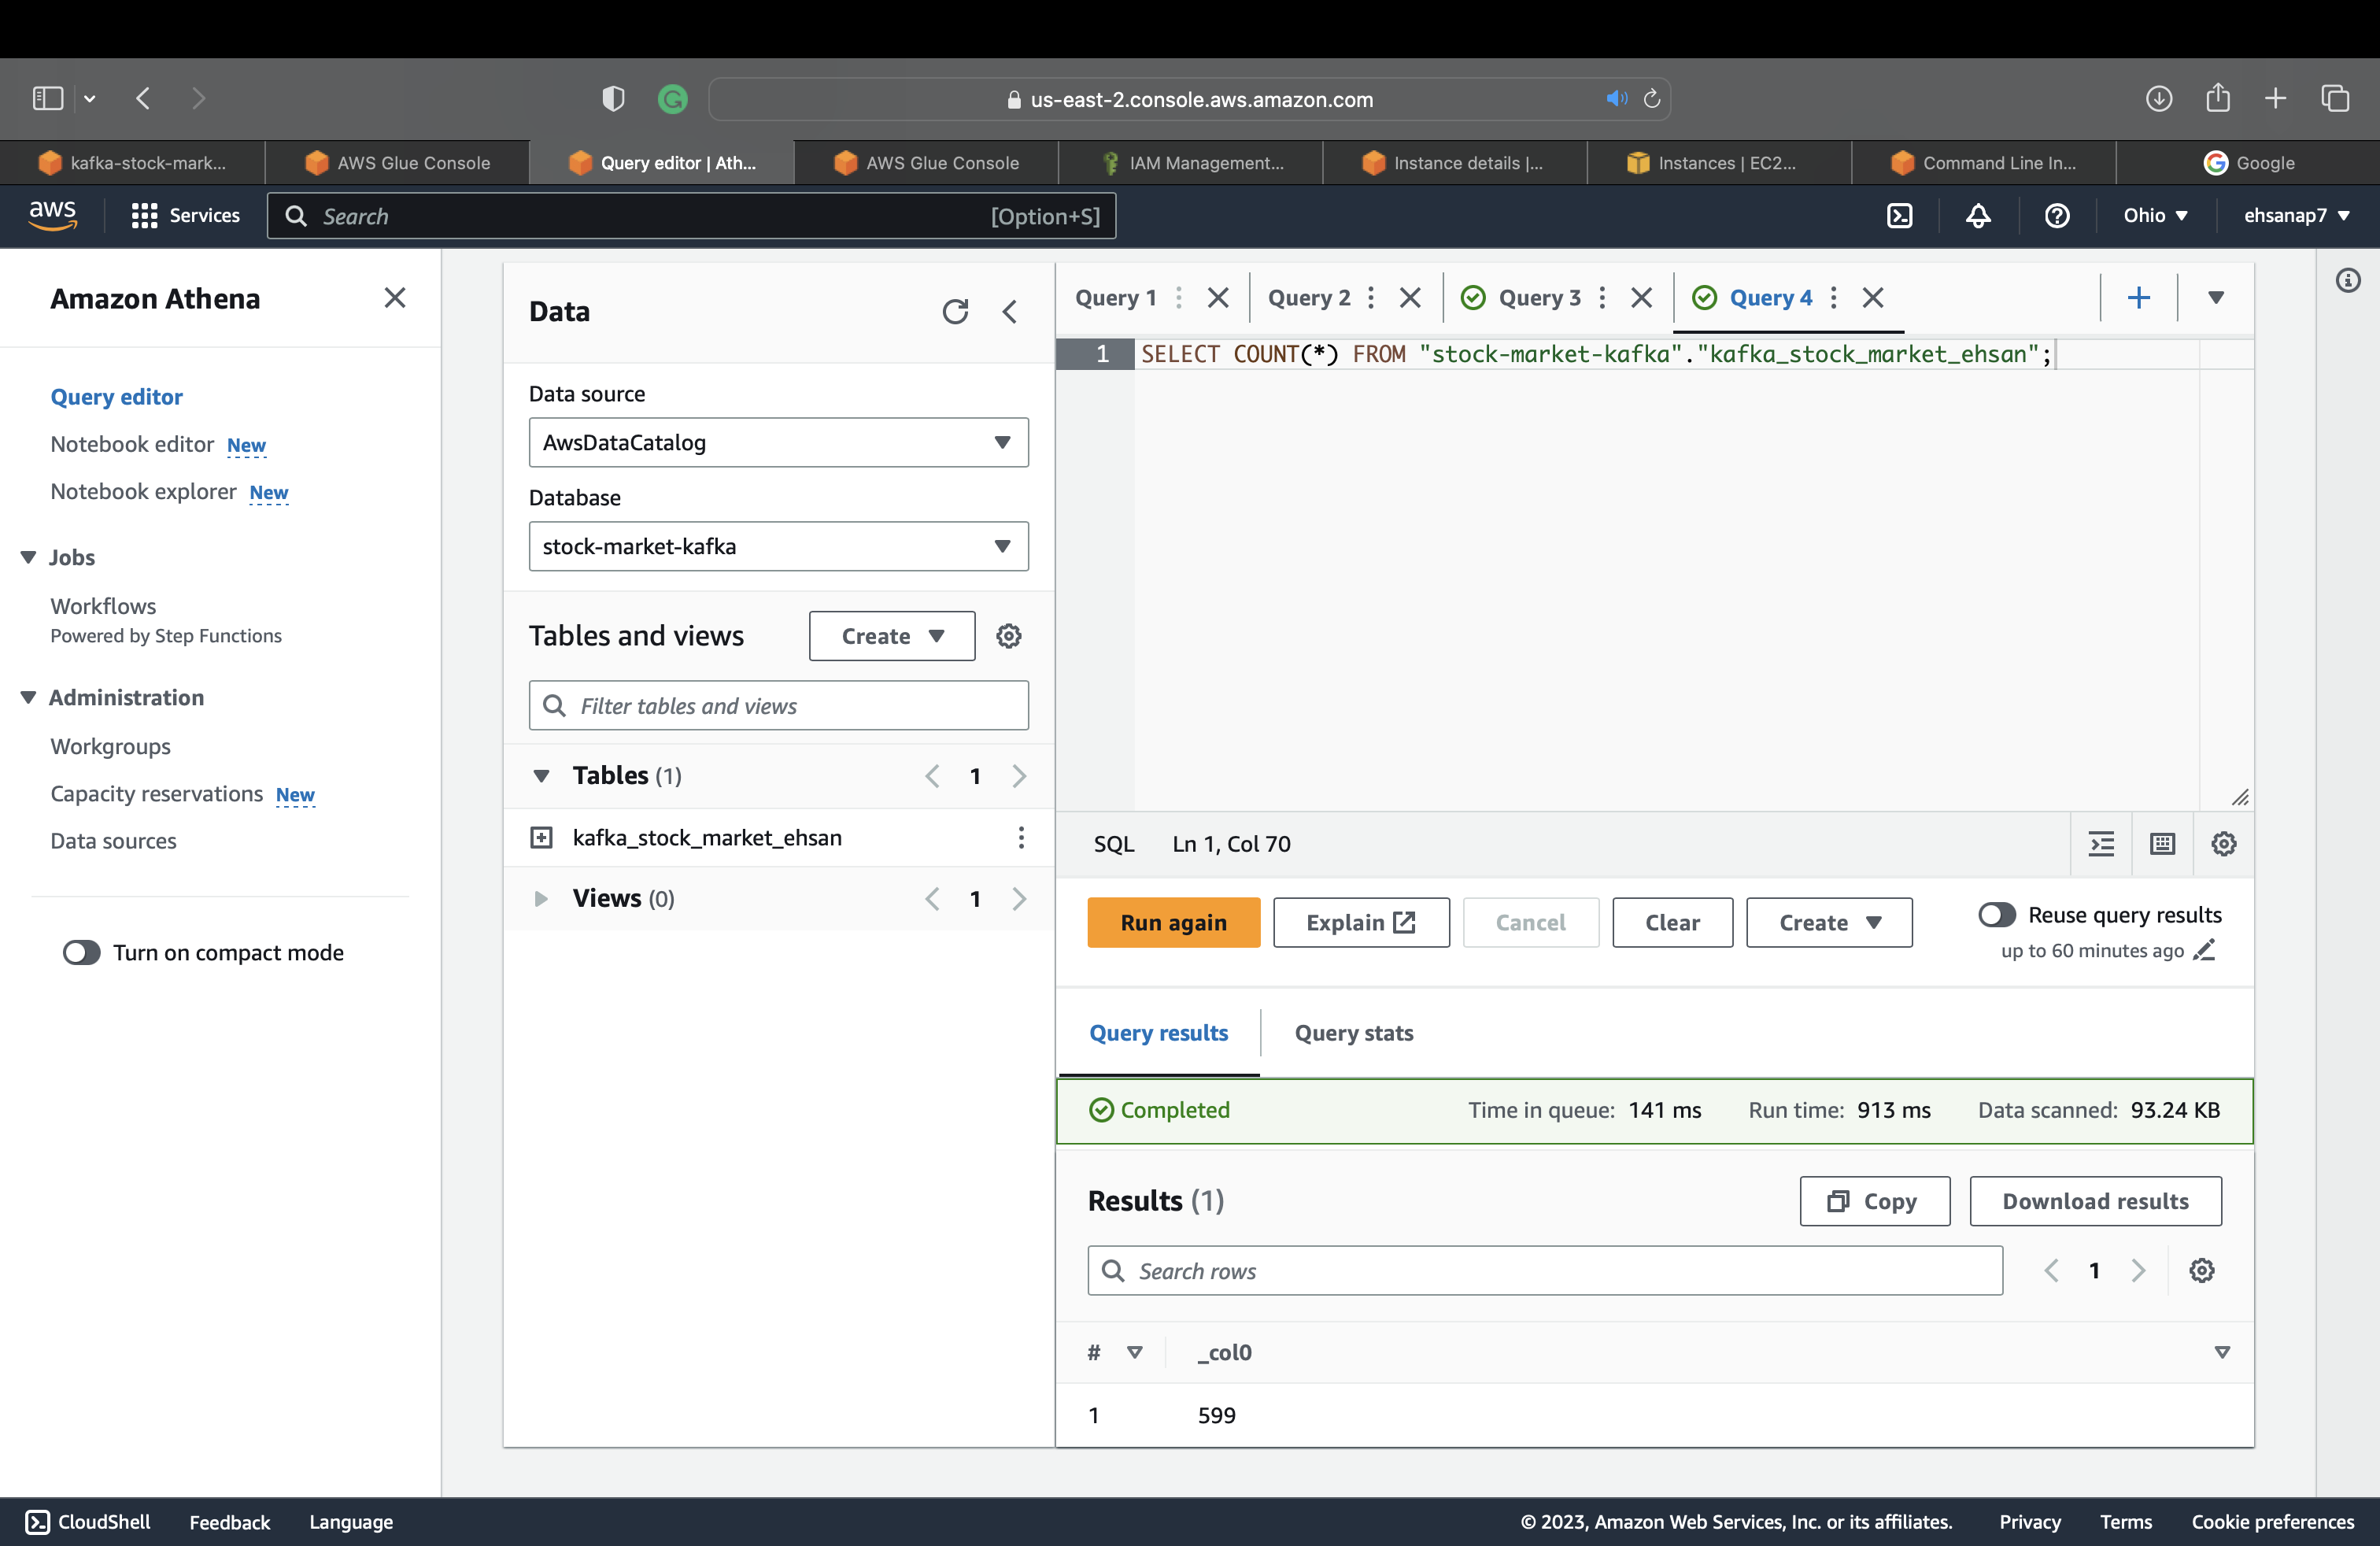 us-east-2.console.aws.amazon.com
kafka-stock-mark...
AWS Glue Console
Query editor | Ath...
AWS Glue Console
IAM Management...
Instance details |...
Instances | EC2...
Command Line In...
Google
aws
Services
Search
[Option+S]
Ohio
ehsanap7
Amazon Athena
Query editor
Notebook editor New
Notebook explorer New
Jobs
Workflows
Powered by Step Functions
Administration
Workgroups
Capacity reservations New
Data sources
Turn on compact mode
Data
Data source
AwsDataCatalog
Database
stock-market-kafka
Tables and views
Create
Filter tables and views
Tables (1)
1
kafka_stock_market_ehsan
Views (0)
1
Query 1
Query 2
Query 3
Query 4
1 SELECT COUNT(*) FROM "stock-market-kafka"."kafka_stock_market_ehsan";
SQL
Ln 1, Col 70
Run again
Explain
Cancel
Clear
Create
Reuse query results
up to 60 minutes ago
Query results
Query stats
Completed
Time in queue: 141 ms
Run time: 913 ms
Data scanned: 93.24 KB
Results (1)
Copy
Download results
Search rows
1
# _col0
1 599
CloudShell
Feedback
Language
© 2023, Amazon Web Services, Inc. or its affiliates.
Privacy
Terms
Cookie preferences